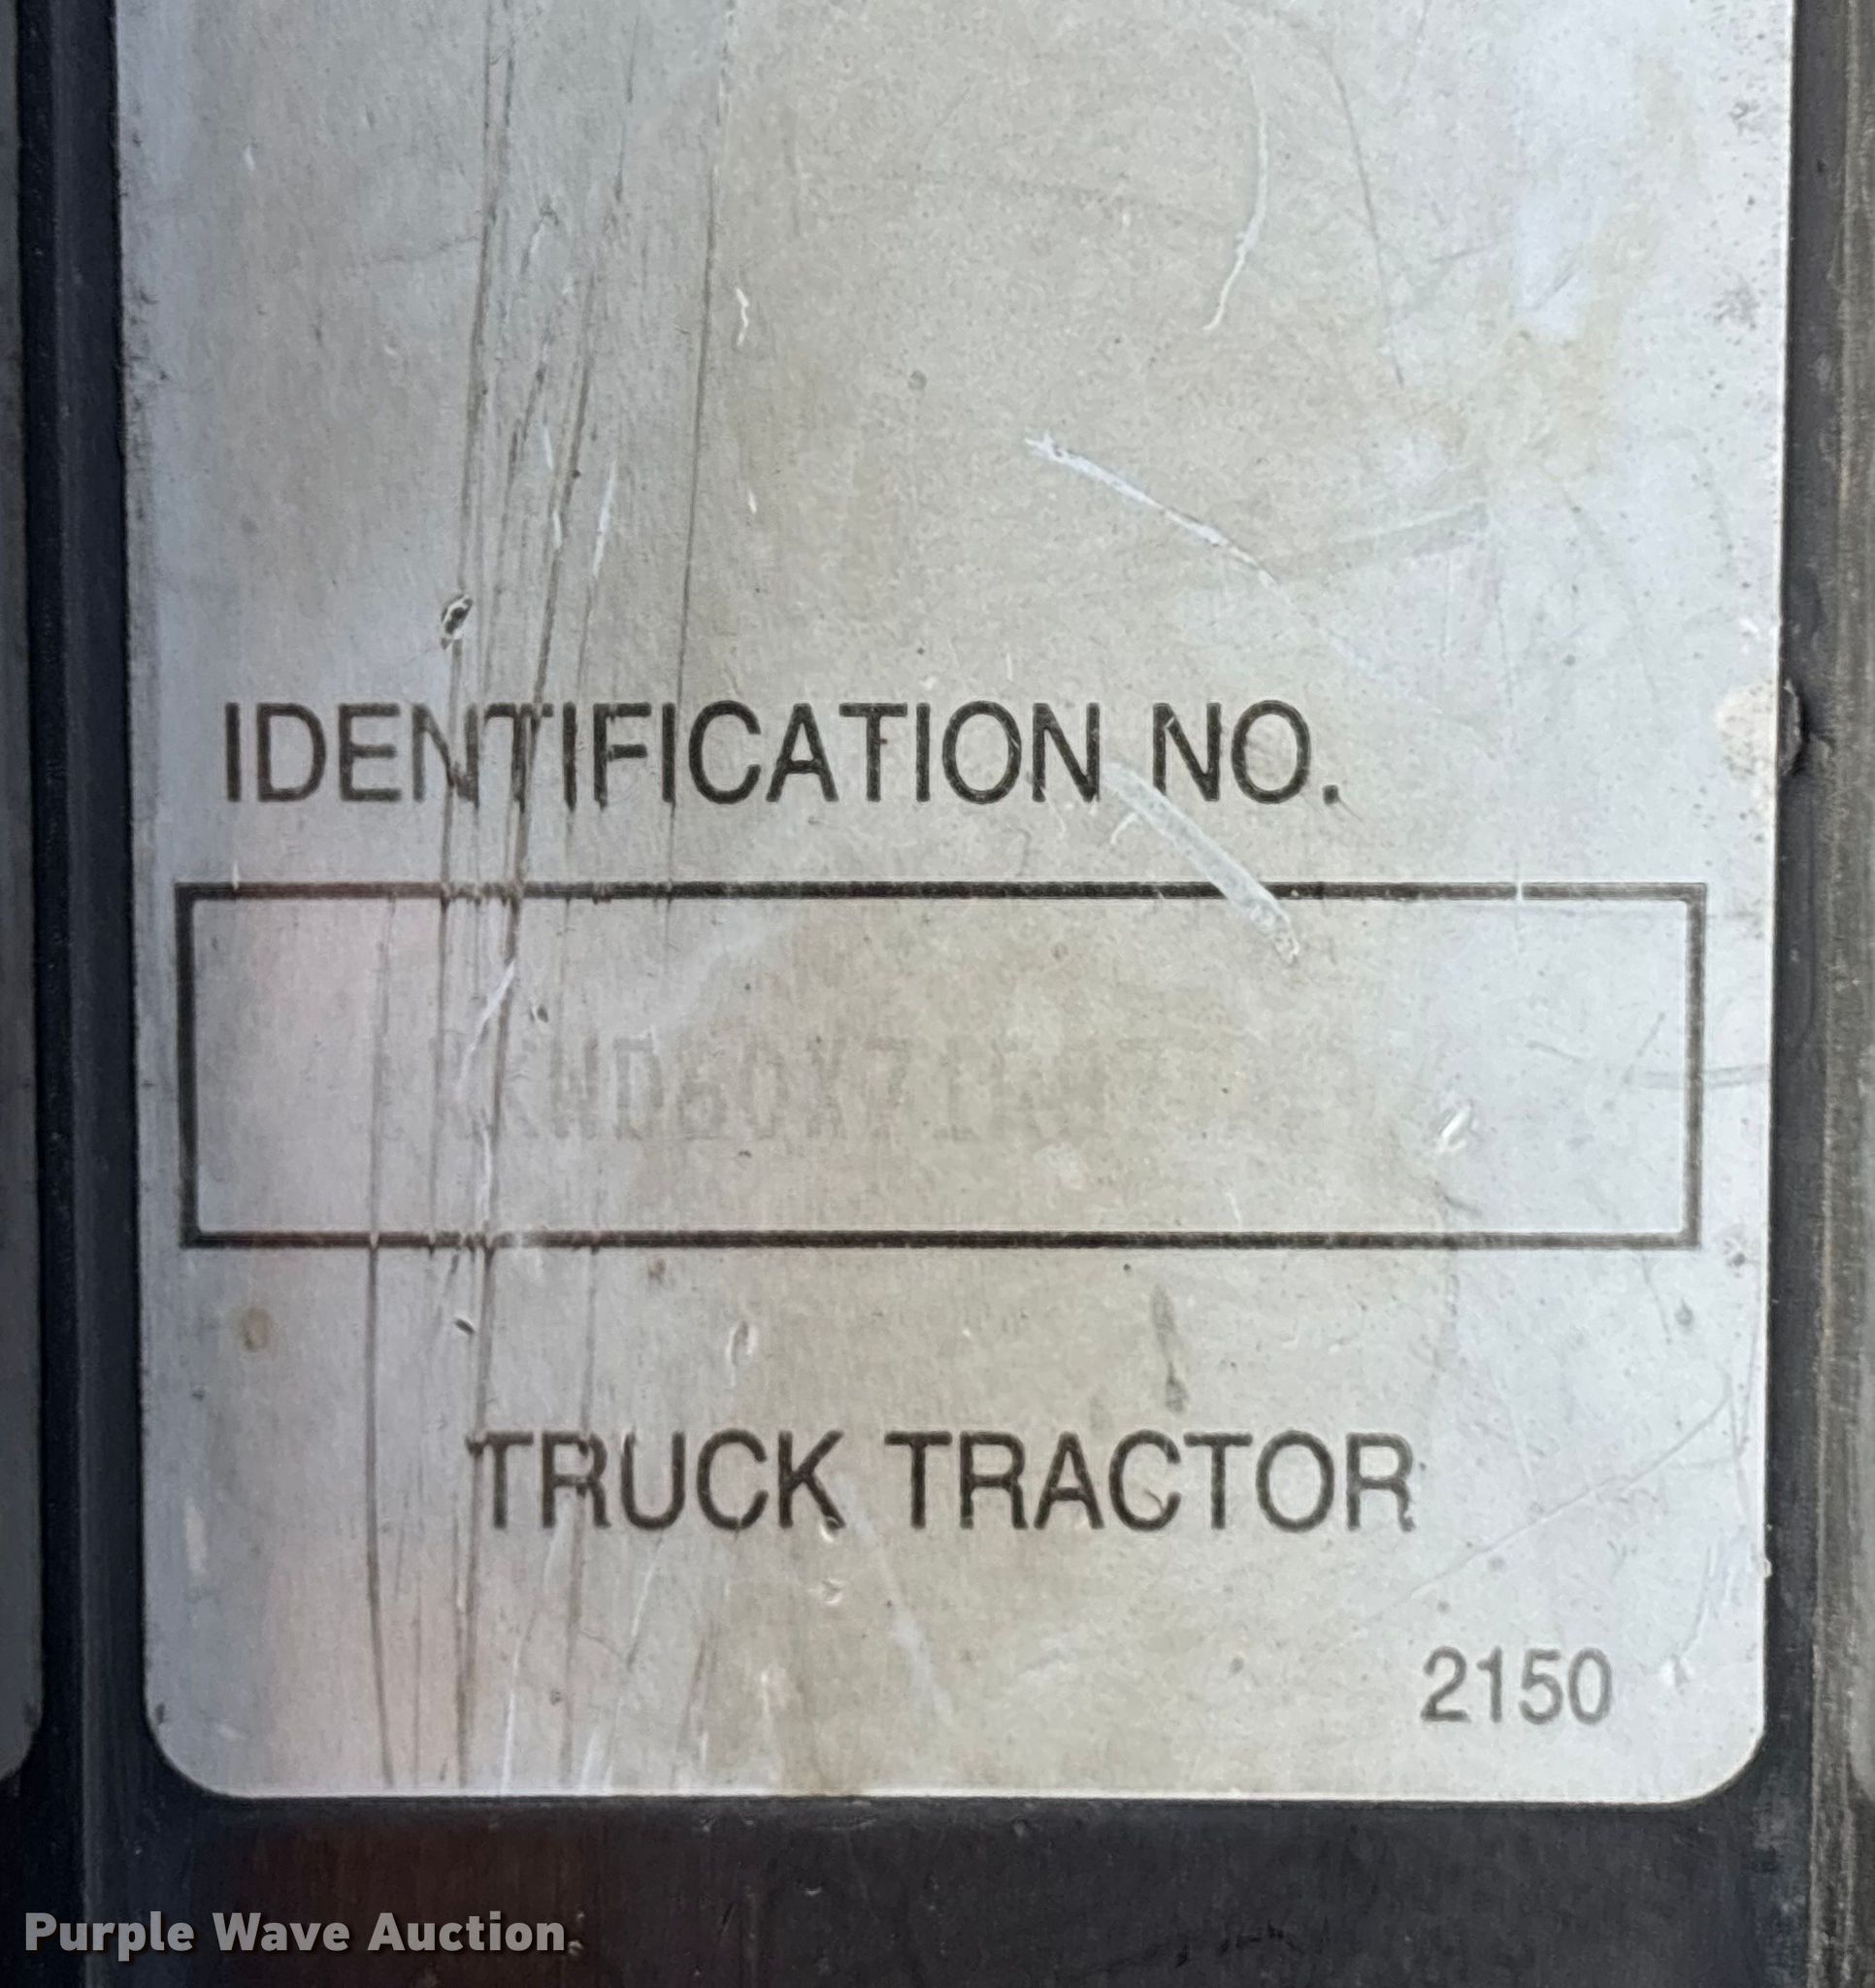 IDENTIFICATION NO.
TRUCK TRACTOR
2150
Purple Wave Auction